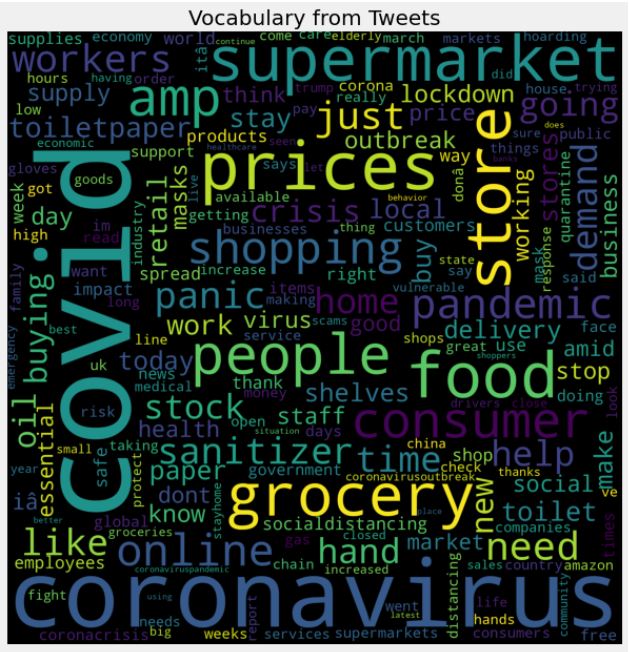 Vocabulary from Tweets
supplies economy world itâ continue come care elderly march markets hoarding
workers supermarket
hours having order think did
supply amp corona lockdown house trying
low trump really going
toiletpaper stay just price
economic products pay outbreak store sure public
healthcare seen things does
gloves support says let way stores banks
got goods retail masks prices donâ working demand
week live available behavior quarantine
day industry getting crisis local mask business
high im businesses thing customers response
read shopping buy state said
want spread increase right say
covid buying impact panic items home vulnerable pandemic
family long making good
emergency best line work virus scams shops delivery face
service great use amid
uk today news people food stop
medical thank shelves shoppers doing
oil risk stock money drivers close look
health open staff consumer
situation days
essential small safe taking sanitizer time china help make
year protect paper government check shop
iâ dont coronavirusoutbreak thanks social ve
better global know stayhome grocery place new toilet
groceries socialdistancing companies times
like online gas closed hand market need
employees chain increased distancing sales country amazon
coronaviruspandemic
fight using report went life community
coronavirus
needs latest hands
coronacrisis big weeks services supermarkets consumers free